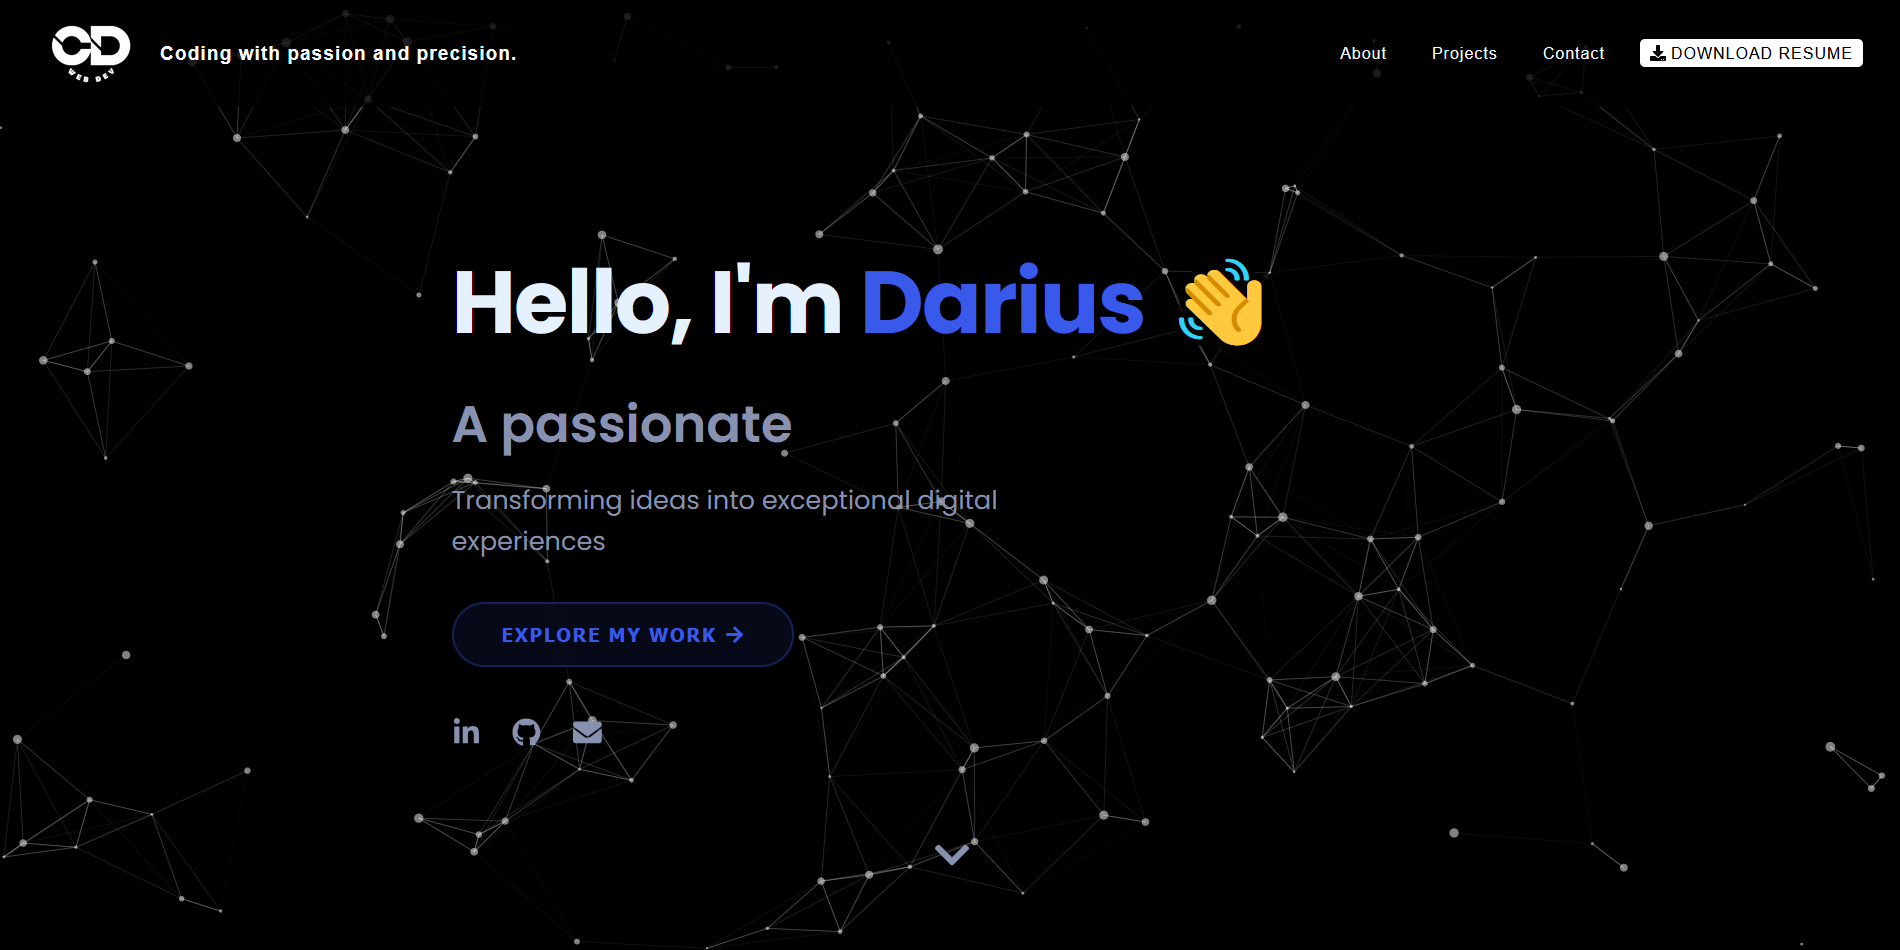 CD
WEB DEV
Coding with passion and precision.
About
Projects
Contact
DOWNLOAD RESUME
Hello, I'm Darius
A passionate
Transforming ideas into exceptional digital
experiences
EXPLORE MY WORK
in